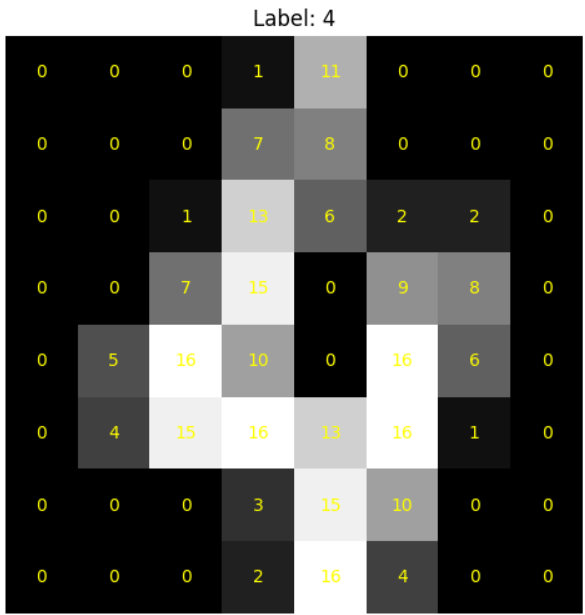 Label: 4
0 0 0 1 11 0 0 0
0 0 0 7 8 0 0 0
0 0 1 13 6 2 2 0
0 0 7 15 0 9 8 0
0 5 16 10 0 16 6 0
0 4 15 16 13 16 1 0
0 0 0 3 15 10 0 0
0 0 0 2 16 4 0 0